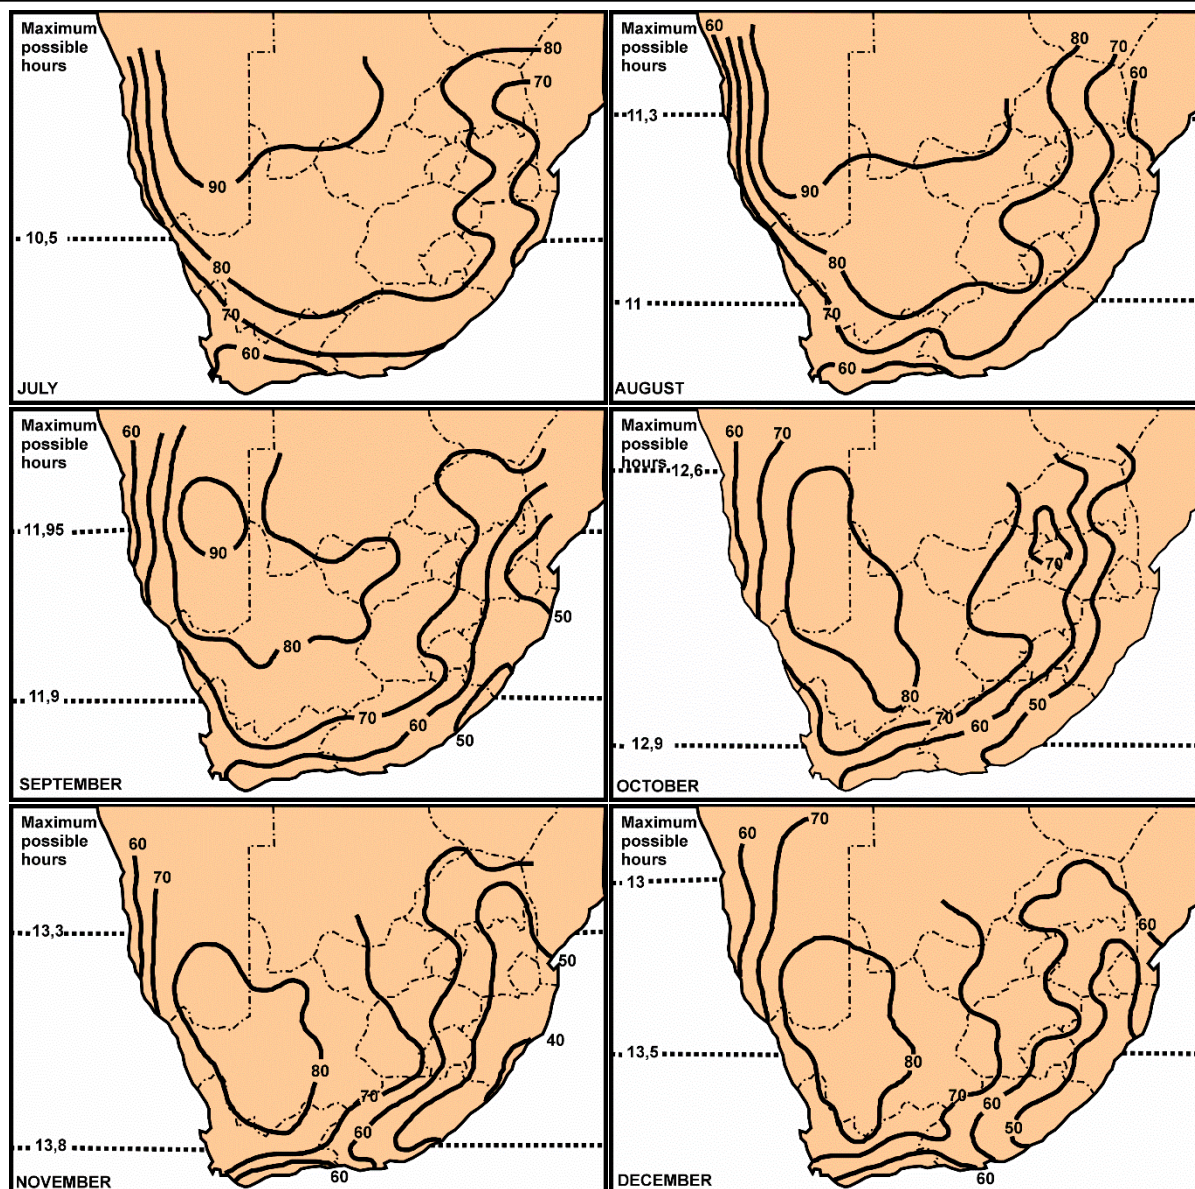 Maximum
possible
hours
80
70
90
10,5
80
70
60
JULY
Maximum
possible
hours
60
80
70
60
11,3
90
80
11
70
60
AUGUST
Maximum
possible
hours
60
11,95
90
50
80
11,9
70
60
50
SEPTEMBER
Maximum
possible
hours
60
70
12,6
70
80
50
70
60
12,9
OCTOBER
Maximum
possible
hours
60
70
13,3
50
40
80
70
60
13,8
60
NOVEMBER
Maximum
possible
hours
60
70
13
60
13,5
80
70
60
50
60
DECEMBER